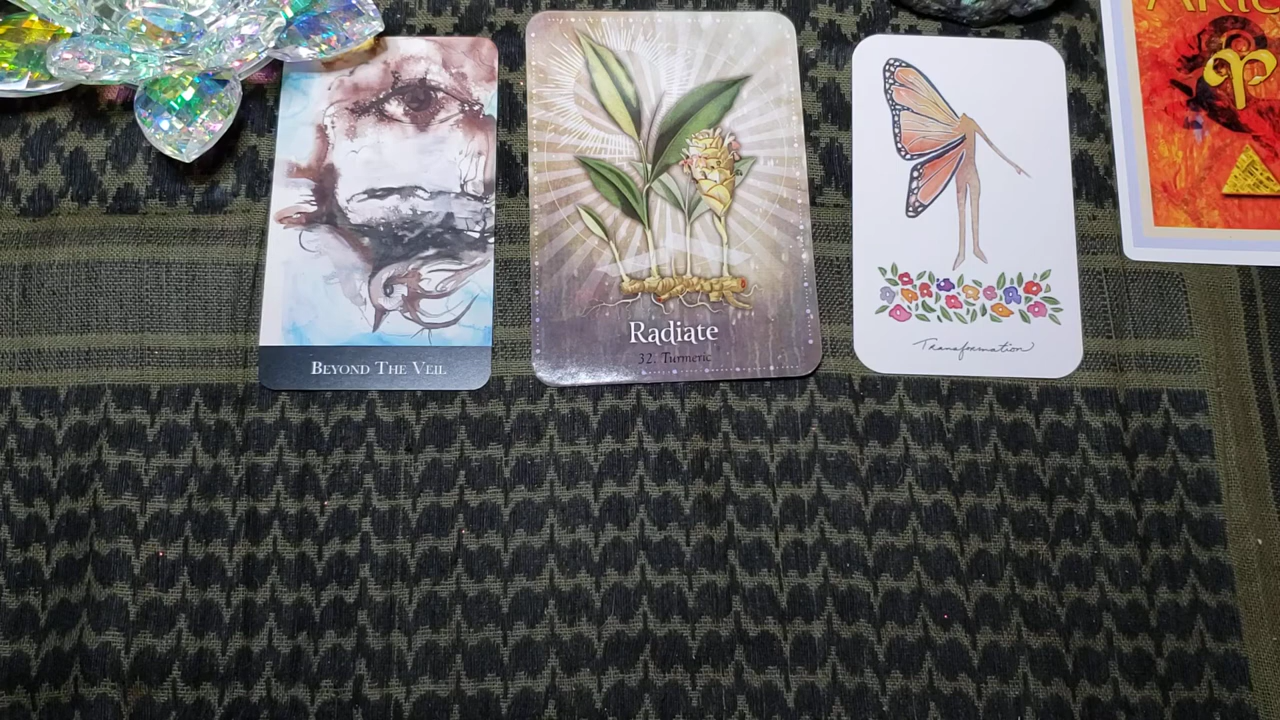 BEYOND THE VEIL
Radiate
32. Turmeric
Transformation